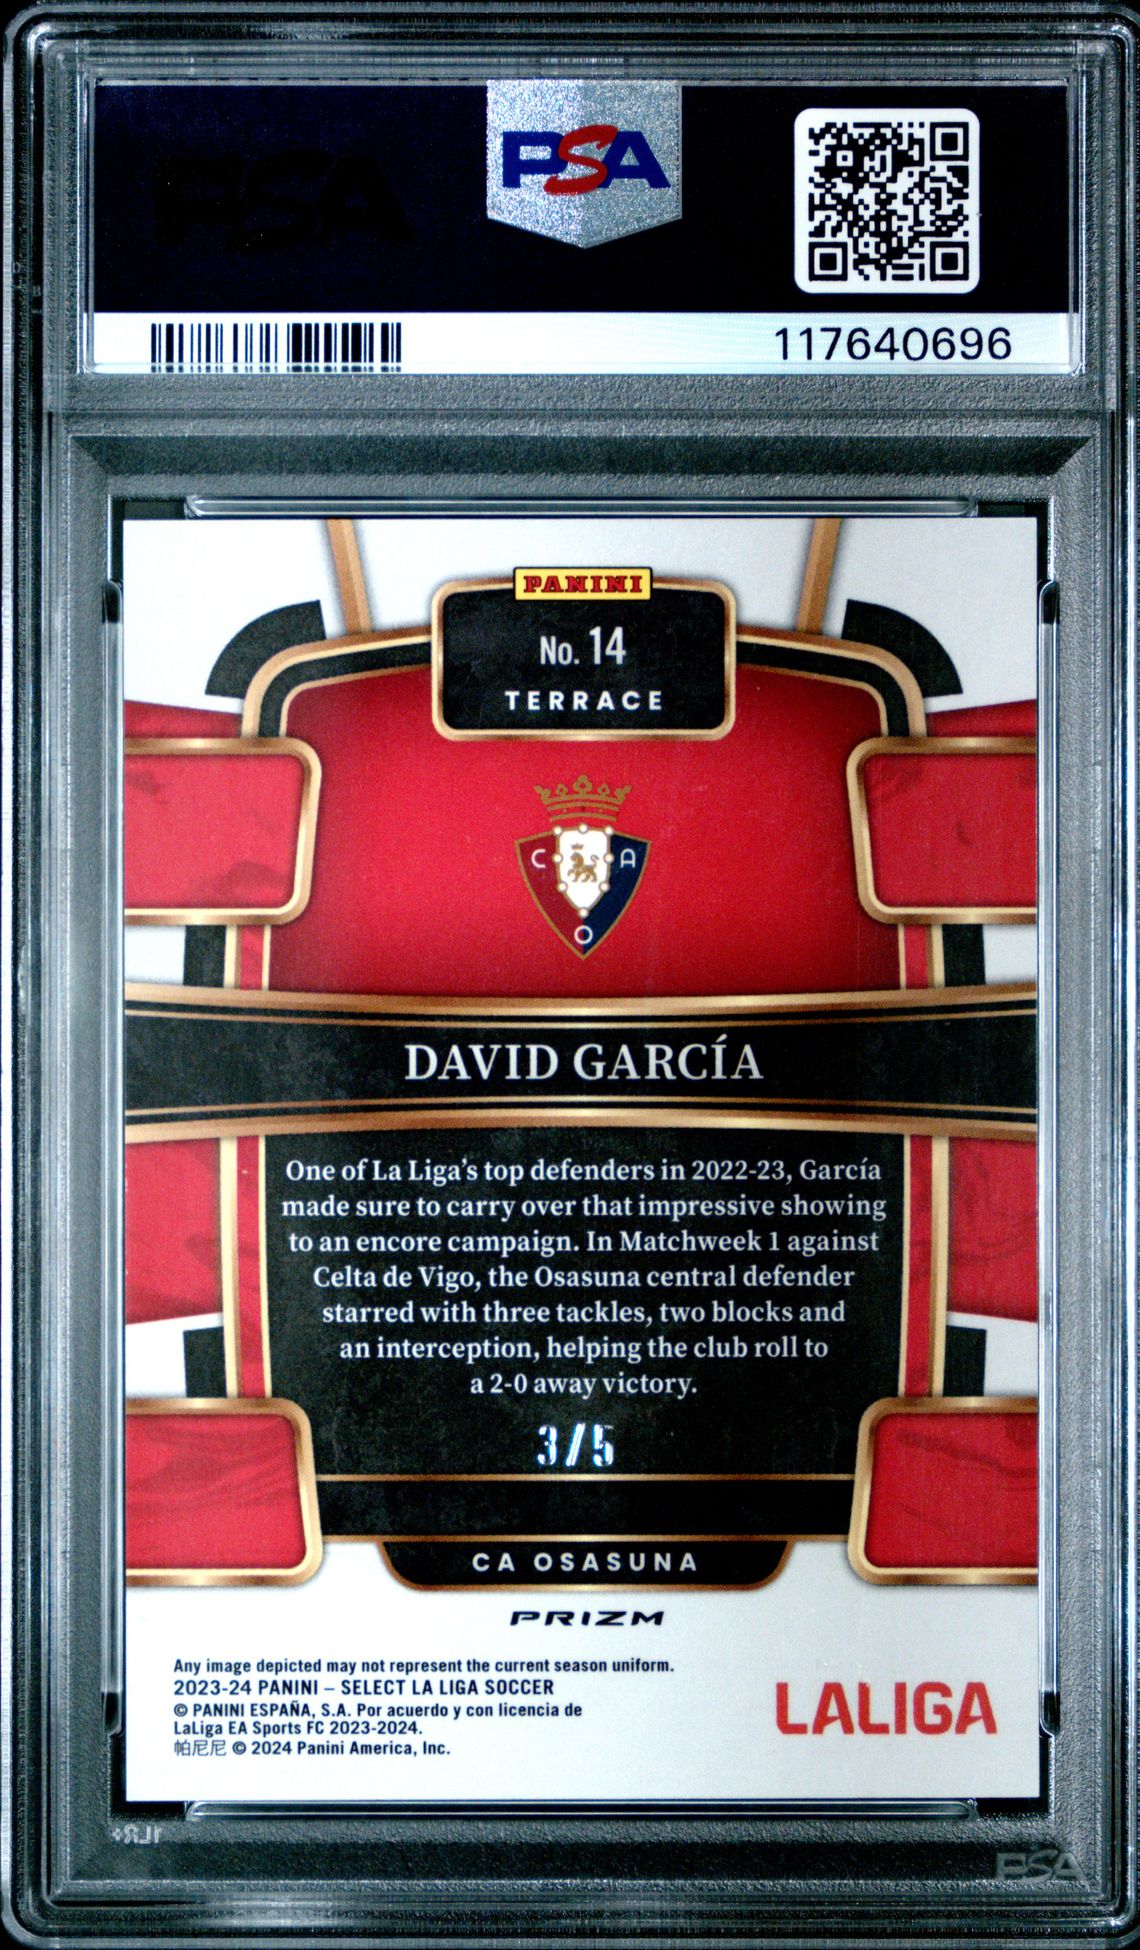 PSA
117640696
PANINI
No. 14
TERRACE
C A
O
DAVID GARCÍA
One of La Liga's top defenders in 2022-23, García
made sure to carry over that impressive showing
to an encore campaign. In Matchweek 1 against
Celta de Vigo, the Osasuna central defender
starred with three tackles, two blocks and
an interception, helping the club roll to
a 2-0 away victory.
3/5
CA OSASUNA
PRIZM
Any image depicted may not represent the current season uniform.
2023-24 PANINI – SELECT LA LIGA SOCCER
© PANINI ESPAÑA, S.A. Por acuerdo y con licencia de
LaLiga EA Sports FC 2023-2024.
帕尼尼 © 2024 Panini America, Inc.
LALIGA
PSA